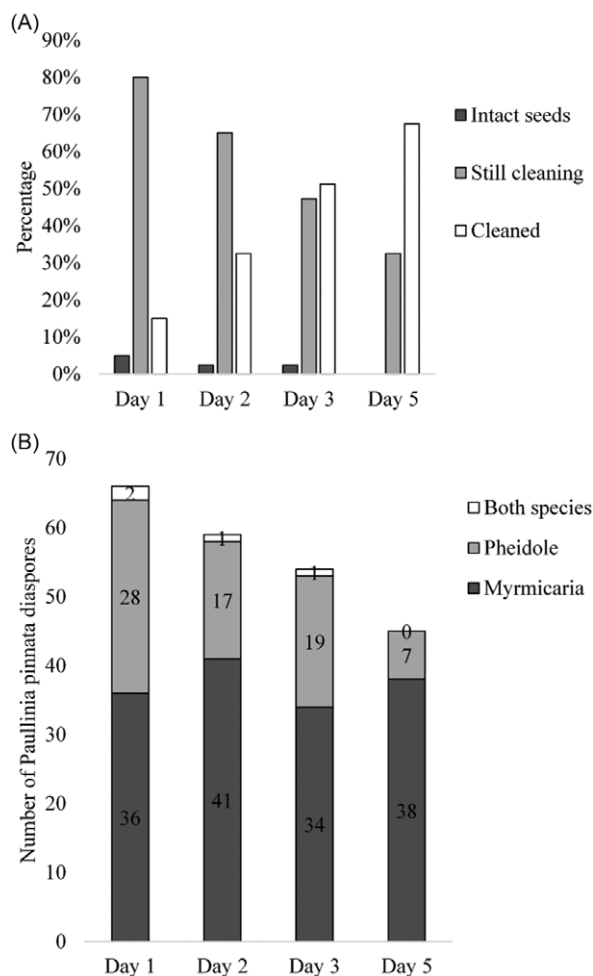 (A)
90%
80%
70%
60%
50%
40%
30%
20%
10%
0%
Percentage
Day 1 Day 2 Day 3 Day 5
Intact seeds
Still cleaning
Cleaned
(B)
70
60
50
40
30
20
10
0
Number of Paullinia pinnata diaspores
2 1 1 0
28 17 19 7
36 41 34 38
Day 1 Day 2 Day 3 Day 5
Both species
Pheidole
Myrmicaria